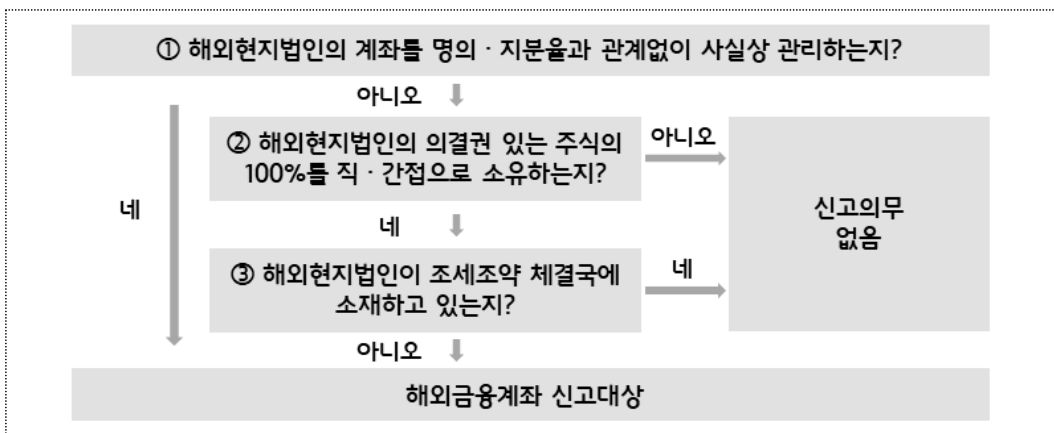 ① 해외현지법인의 계좌를 명의 · 지분율과 관계없이 사실상 관리하는지?
아니오
② 해외현지법인의 의결권 있는 주식의
100%를 직 · 간접으로 소유하는지?
아니오
신고의무
없음
네
네
③ 해외현지법인이 조세조약 체결국에
소재하고 있는지?
네
아니오
해외금융계좌 신고대상